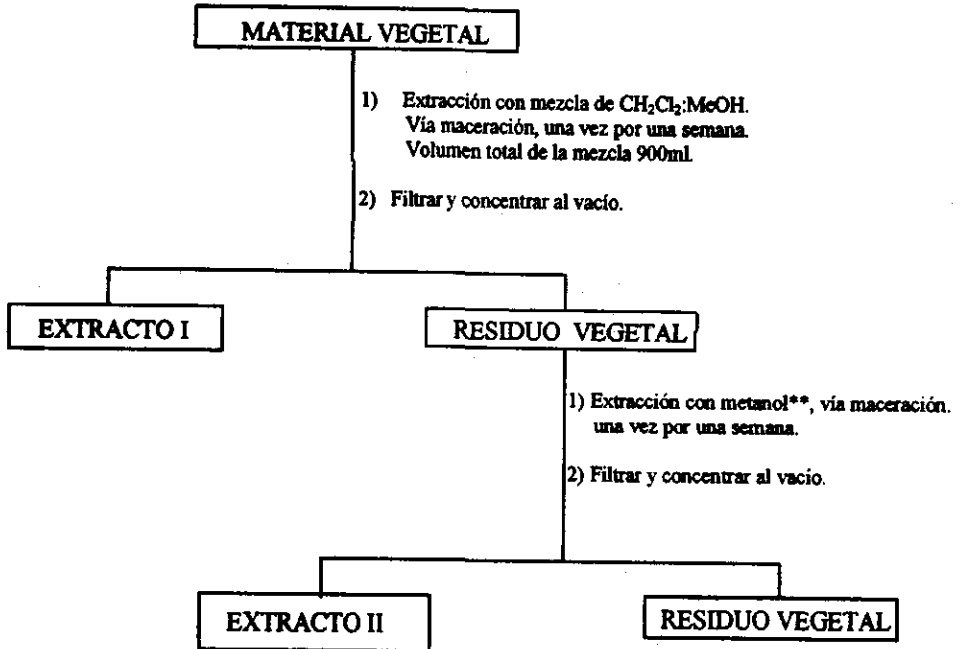 MATERIAL VEGETAL
1) Extracción con mezcla de CH₂Cl₂:MeOH.
Vía maceración, una vez por una semana.
Volumen total de la mezcla 900ml.
2) Filtrar y concentrar al vacío.
EXTRACTO I
RESIDUO VEGETAL
1) Extracción con metanol**, vía maceración.
una vez por una semana.
2) Filtrar y concentrar al vacío.
EXTRACTO II
RESIDUO VEGETAL